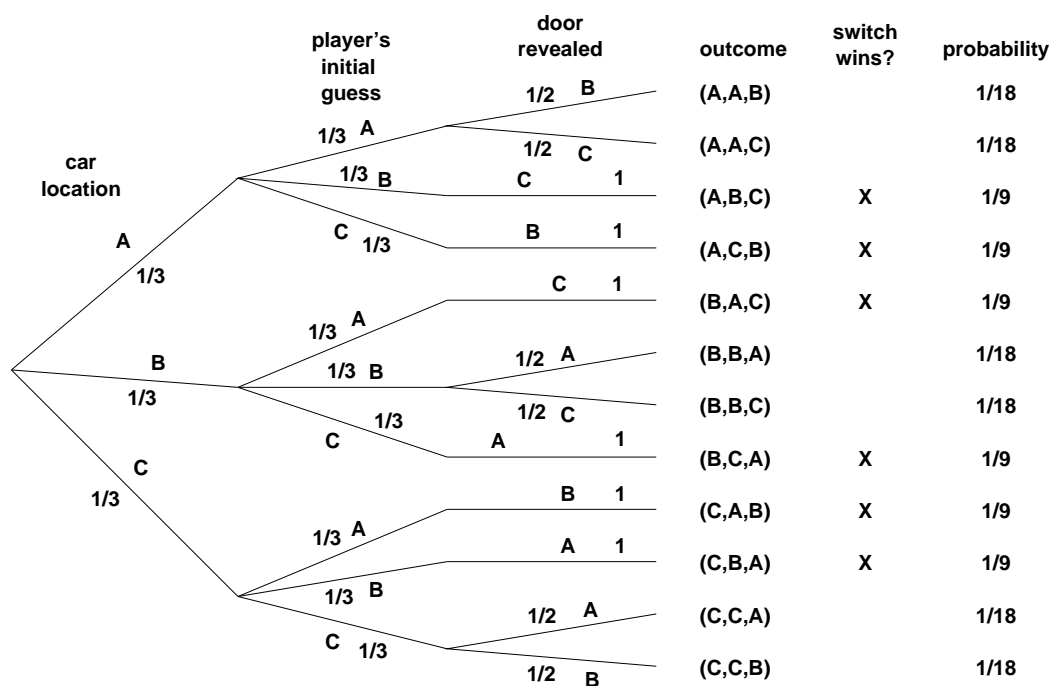 player's
initial
guess
door
revealed
outcome
switch
wins?
probability
car
location
A
1/3
B
1/3
C
1/3
1/3 A
1/3 B
C 1/3
1/3 A
1/3 B
1/3
C
1/3 A
1/3 B
C 1/3
1/2 B
1/2 C
C 1
B 1
C 1
1/2 A
1/2 C
A 1
B 1
A 1
1/2 A
1/2 B
(A,A,B) 1/18
(A,A,C) 1/18
(A,B,C) X 1/9
(A,C,B) X 1/9
(B,A,C) X 1/9
(B,B,A) 1/18
(B,B,C) 1/18
(B,C,A) X 1/9
(C,A,B) X 1/9
(C,B,A) X 1/9
(C,C,A) 1/18
(C,C,B) 1/18